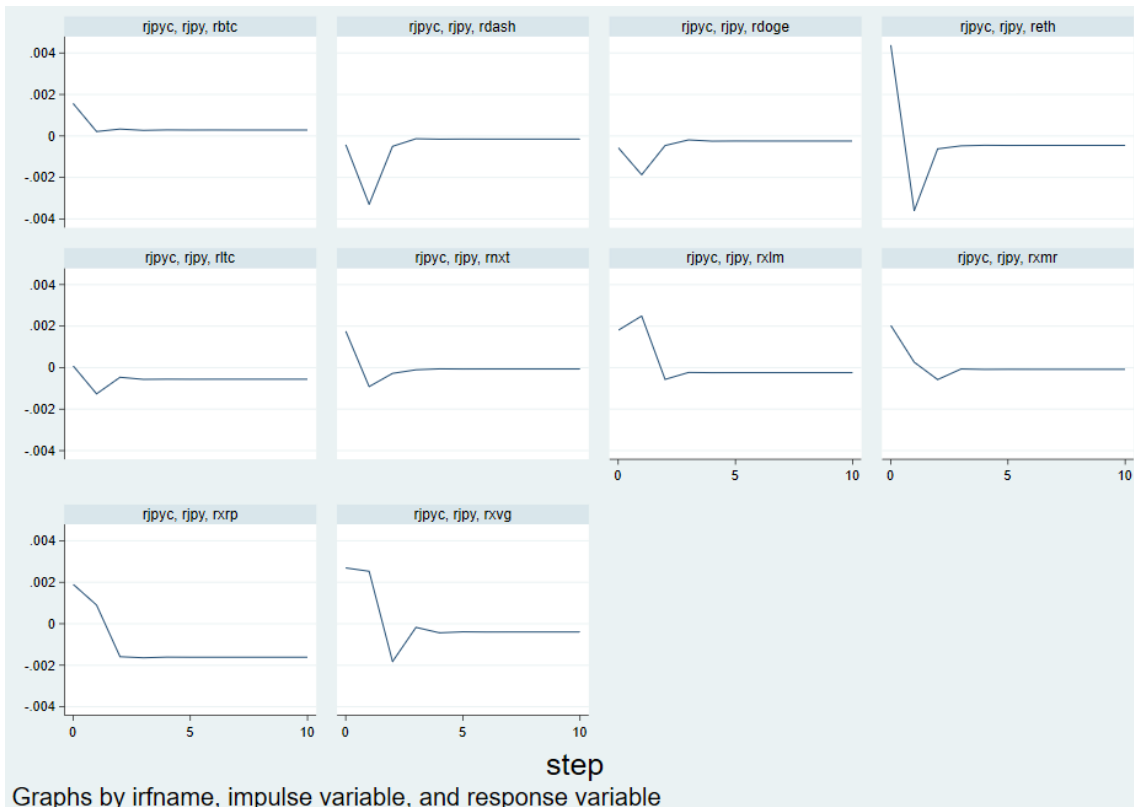 rjpyc, rjpy, rbtc
rjpyc, rjpy, rdash
rjpyc, rjpy, rdoge
rjpyc, rjpy, reth
.004
.002
0
-.002
-.004
rjpyc, rjpy, rltc
rjpyc, rjpy, rnxt
rjpyc, rjpy, rxlm
rjpyc, rjpy, rxmr
.004
.002
0
-.002
-.004
0 5 10
0 5 10
rjpyc, rjpy, rxrp
rjpyc, rjpy, rxvg
.004
.002
0
-.002
-.004
0 5 10
0 5 10
step
Graphs by irfname, impulse variable, and response variable